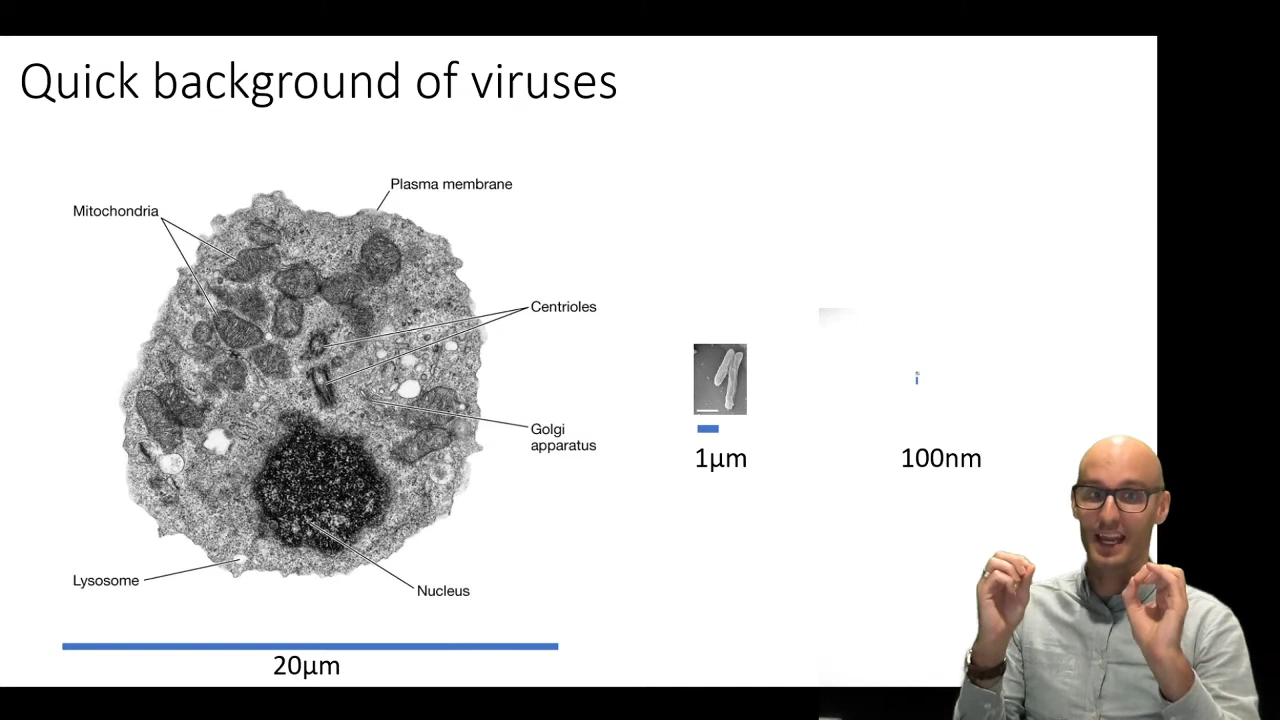 Quick background of viruses
Plasma membrane
Mitochondria
Centrioles
Golgi
apparatus
Lysosome
Nucleus
20µm
1µm
100nm